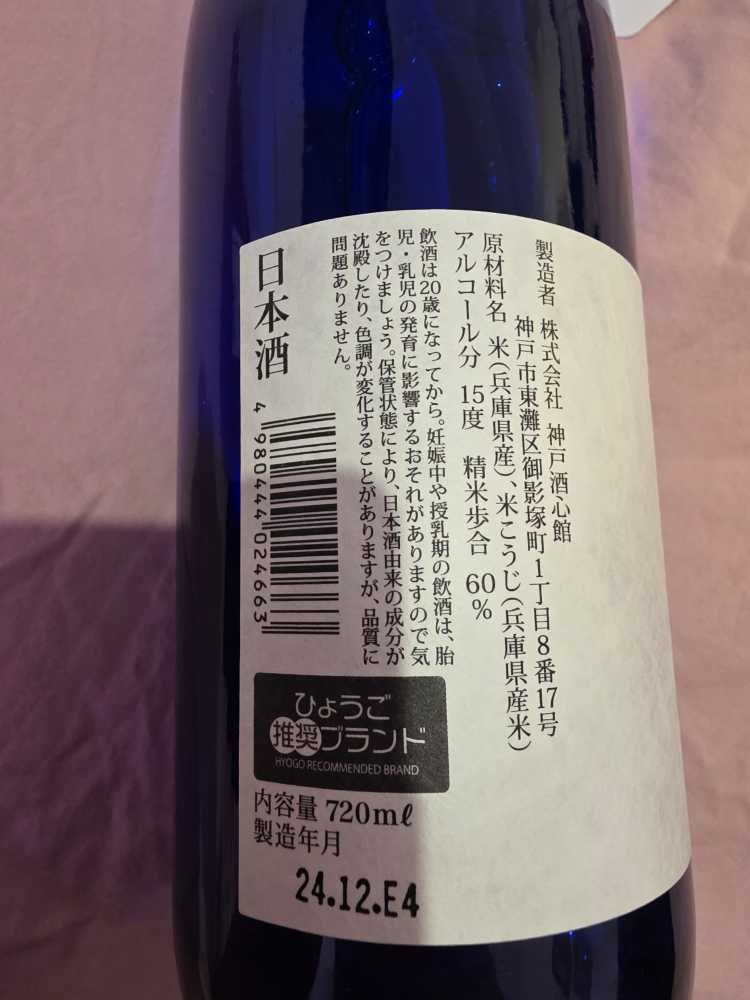 製造者 株式会社 神戸酒心館
神戸市東灘区御影塚町1丁目8番17号
原材料名 米(兵庫県産)、米こうじ(兵庫県産米)
アルコール分 15度 精米歩合 60%
飲酒は20歳になってから。妊娠中や授乳期の飲酒は、胎
児・乳児の発育に影響するおそれがありますので気
をつけましょう。保管状態により、日本酒由来の成分が
沈殿したり、色調が変化することがありますが、品質に
問題ありません。
日本酒
4 980444 024663
ひょうご
推奨ブランド
HYOGO RECOMMENDED BRAND
内容量 720mℓ
製造年月
24.12.E4